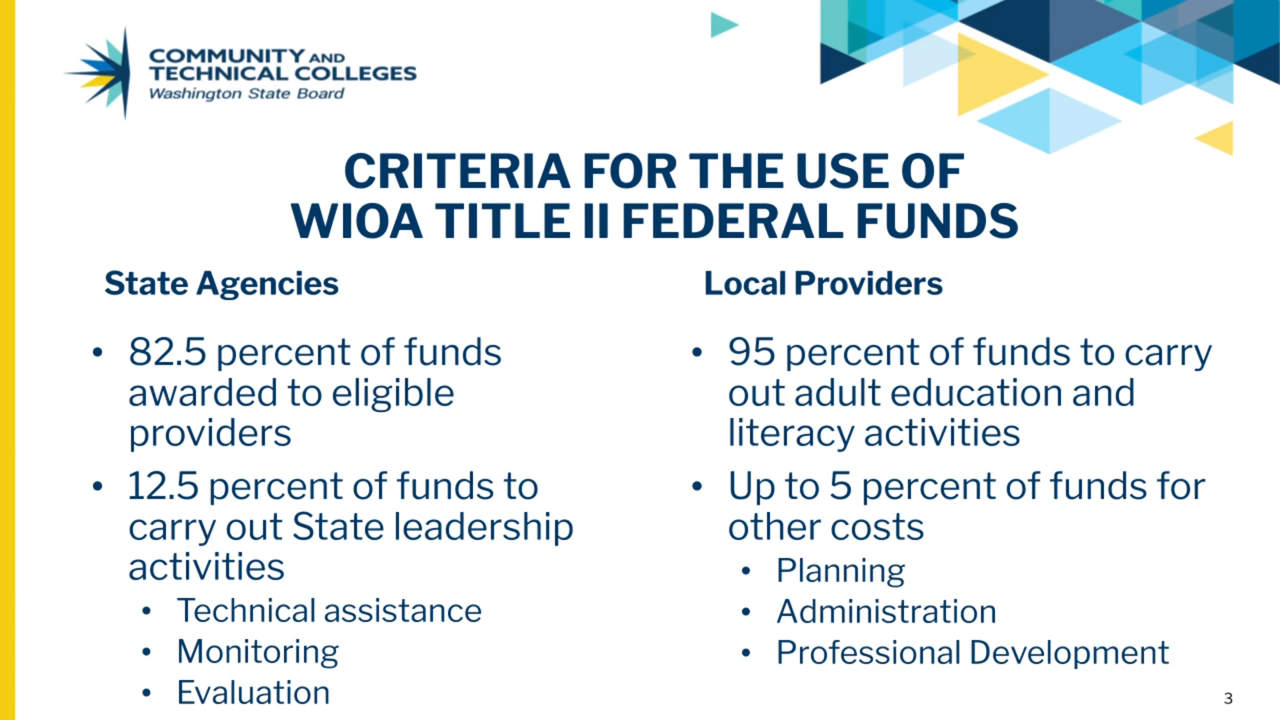 COMMUNITY AND
TECHNICAL COLLEGES
Washington State Board
CRITERIA FOR THE USE OF
WIOA TITLE II FEDERAL FUNDS
State Agencies
• 82.5 percent of funds
awarded to eligible
providers
• 12.5 percent of funds to
carry out State leadership
activities
• Technical assistance
• Monitoring
• Evaluation
Local Providers
• 95 percent of funds to carry
out adult education and
literacy activities
• Up to 5 percent of funds for
other costs
• Planning
• Administration
• Professional Development
3